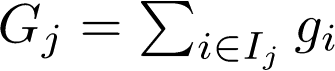 $G_j = \sum_{i \in I_j} g_i$